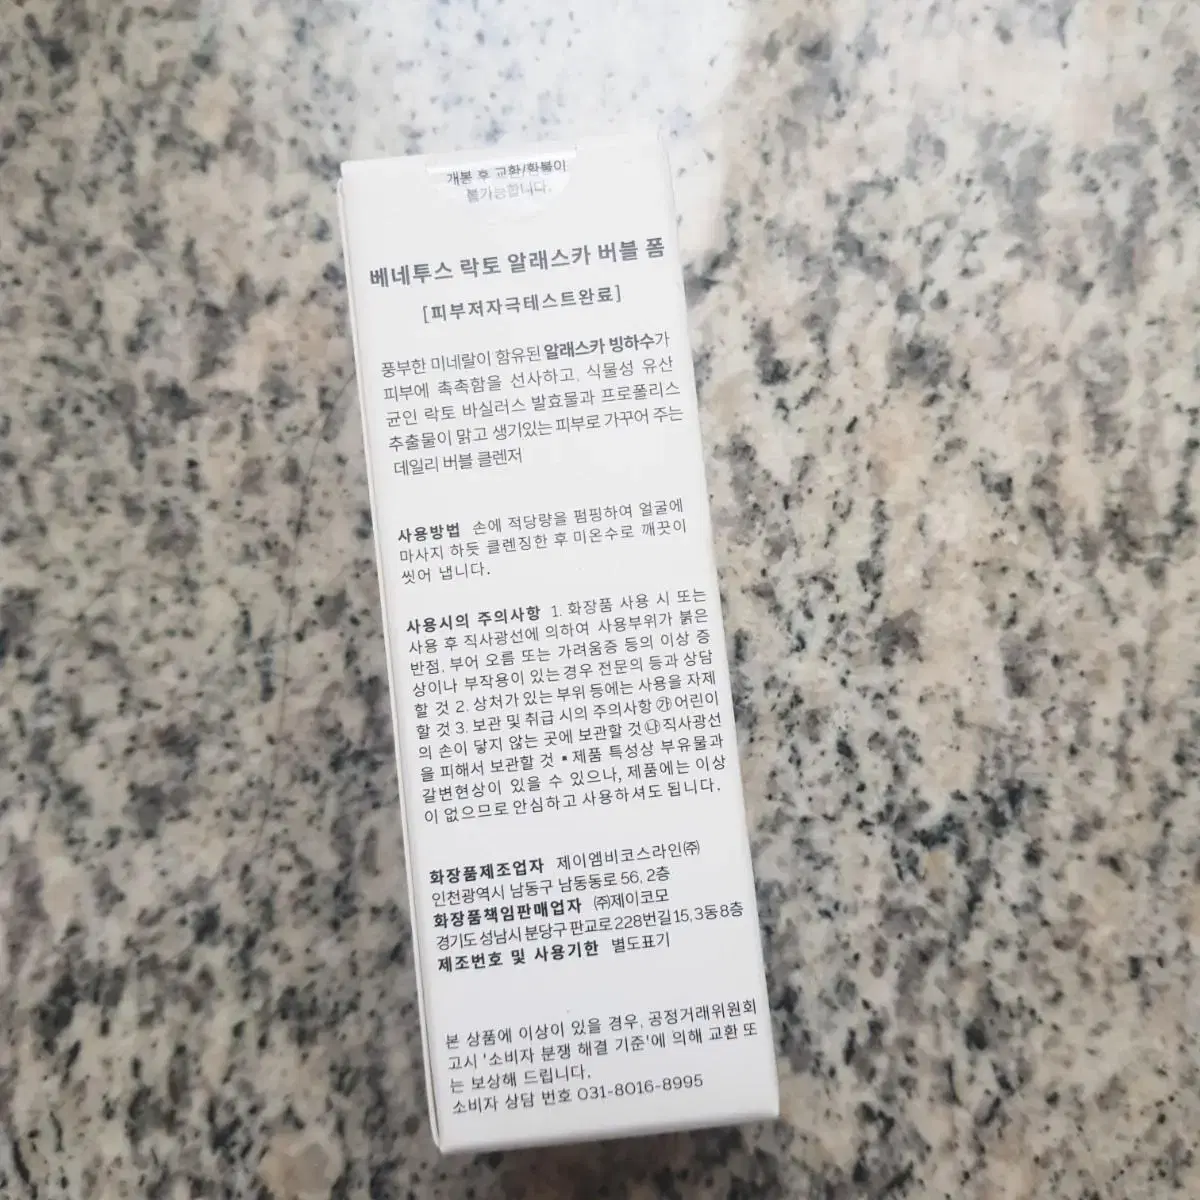 개봉 후 교환/환불이
불가능합니다.
베네투스 락토 알래스카 버블 폼
[피부저자극테스트완료]
풍부한 미네랄이 함유된 알래스카 빙하수가
피부에 촉촉함을 선사하고, 식물성 유산
균인 락토 바실러스 발효물과 프로폴리스
추출물이 맑고 생기있는 피부로 가꾸어 주는
데일리 버블 클렌저
사용방법 손에 적당량을 펌핑하여 얼굴에
마사지 하듯 클렌징한 후 미온수로 깨끗이
씻어 냅니다.
사용시의 주의사항 1. 화장품 사용 시 또는
사용 후 직사광선에 의하여 사용부위가 붉은
반점, 부어 오름 또는 가려움증 등의 이상 증
상이나 부작용이 있는 경우 전문의 등과 상담
할 것 2. 상처가 있는 부위 등에는 사용을 자제
할 것 3. 보관 및 취급 시의 주의사항 ㉮어린이
의 손이 닿지 않는 곳에 보관할 것 ㉯직사광선
을 피해서 보관할 것 ▪제품 특성상 부유물과
갈변현상이 있을 수 있으나, 제품에는 이상
이 없으므로 안심하고 사용하셔도 됩니다.
화장품제조업자 제이엠비코스라인㈜
인천광역시 남동구 남동동로 56, 2층
화장품책임판매업자 ㈜제이코모
경기도 성남시 분당구 판교로 228번길 15, 3동 8층
제조번호 및 사용기한 별도표기
본 상품에 이상이 있을 경우, 공정거래위원회
고시 '소비자 분쟁 해결 기준'에 의해 교환 또
는 보상해 드립니다.
소비자 상담 번호 031-8016-8995